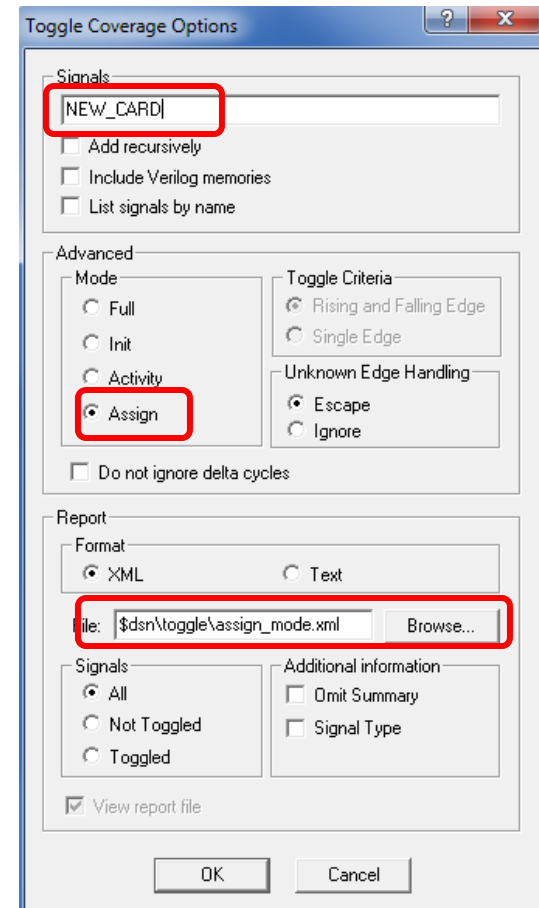 Toggle Coverage Options
Signals
NEW_CARD
Add recursively
Include Verilog memories
List signals by name
Advanced
Mode
Full
Init
Activity
Assign
Toggle Criteria
Rising and Falling Edge
Single Edge
Unknown Edge Handling
Escape
Ignore
Do not ignore delta cycles
Report
Format
XML Text
File: $dsn\toggle\assign_mode.xml Browse...
Signals
All
Not Toggled
Toggled
Additional information
Omit Summary
Signal Type
View report file
OK Cancel